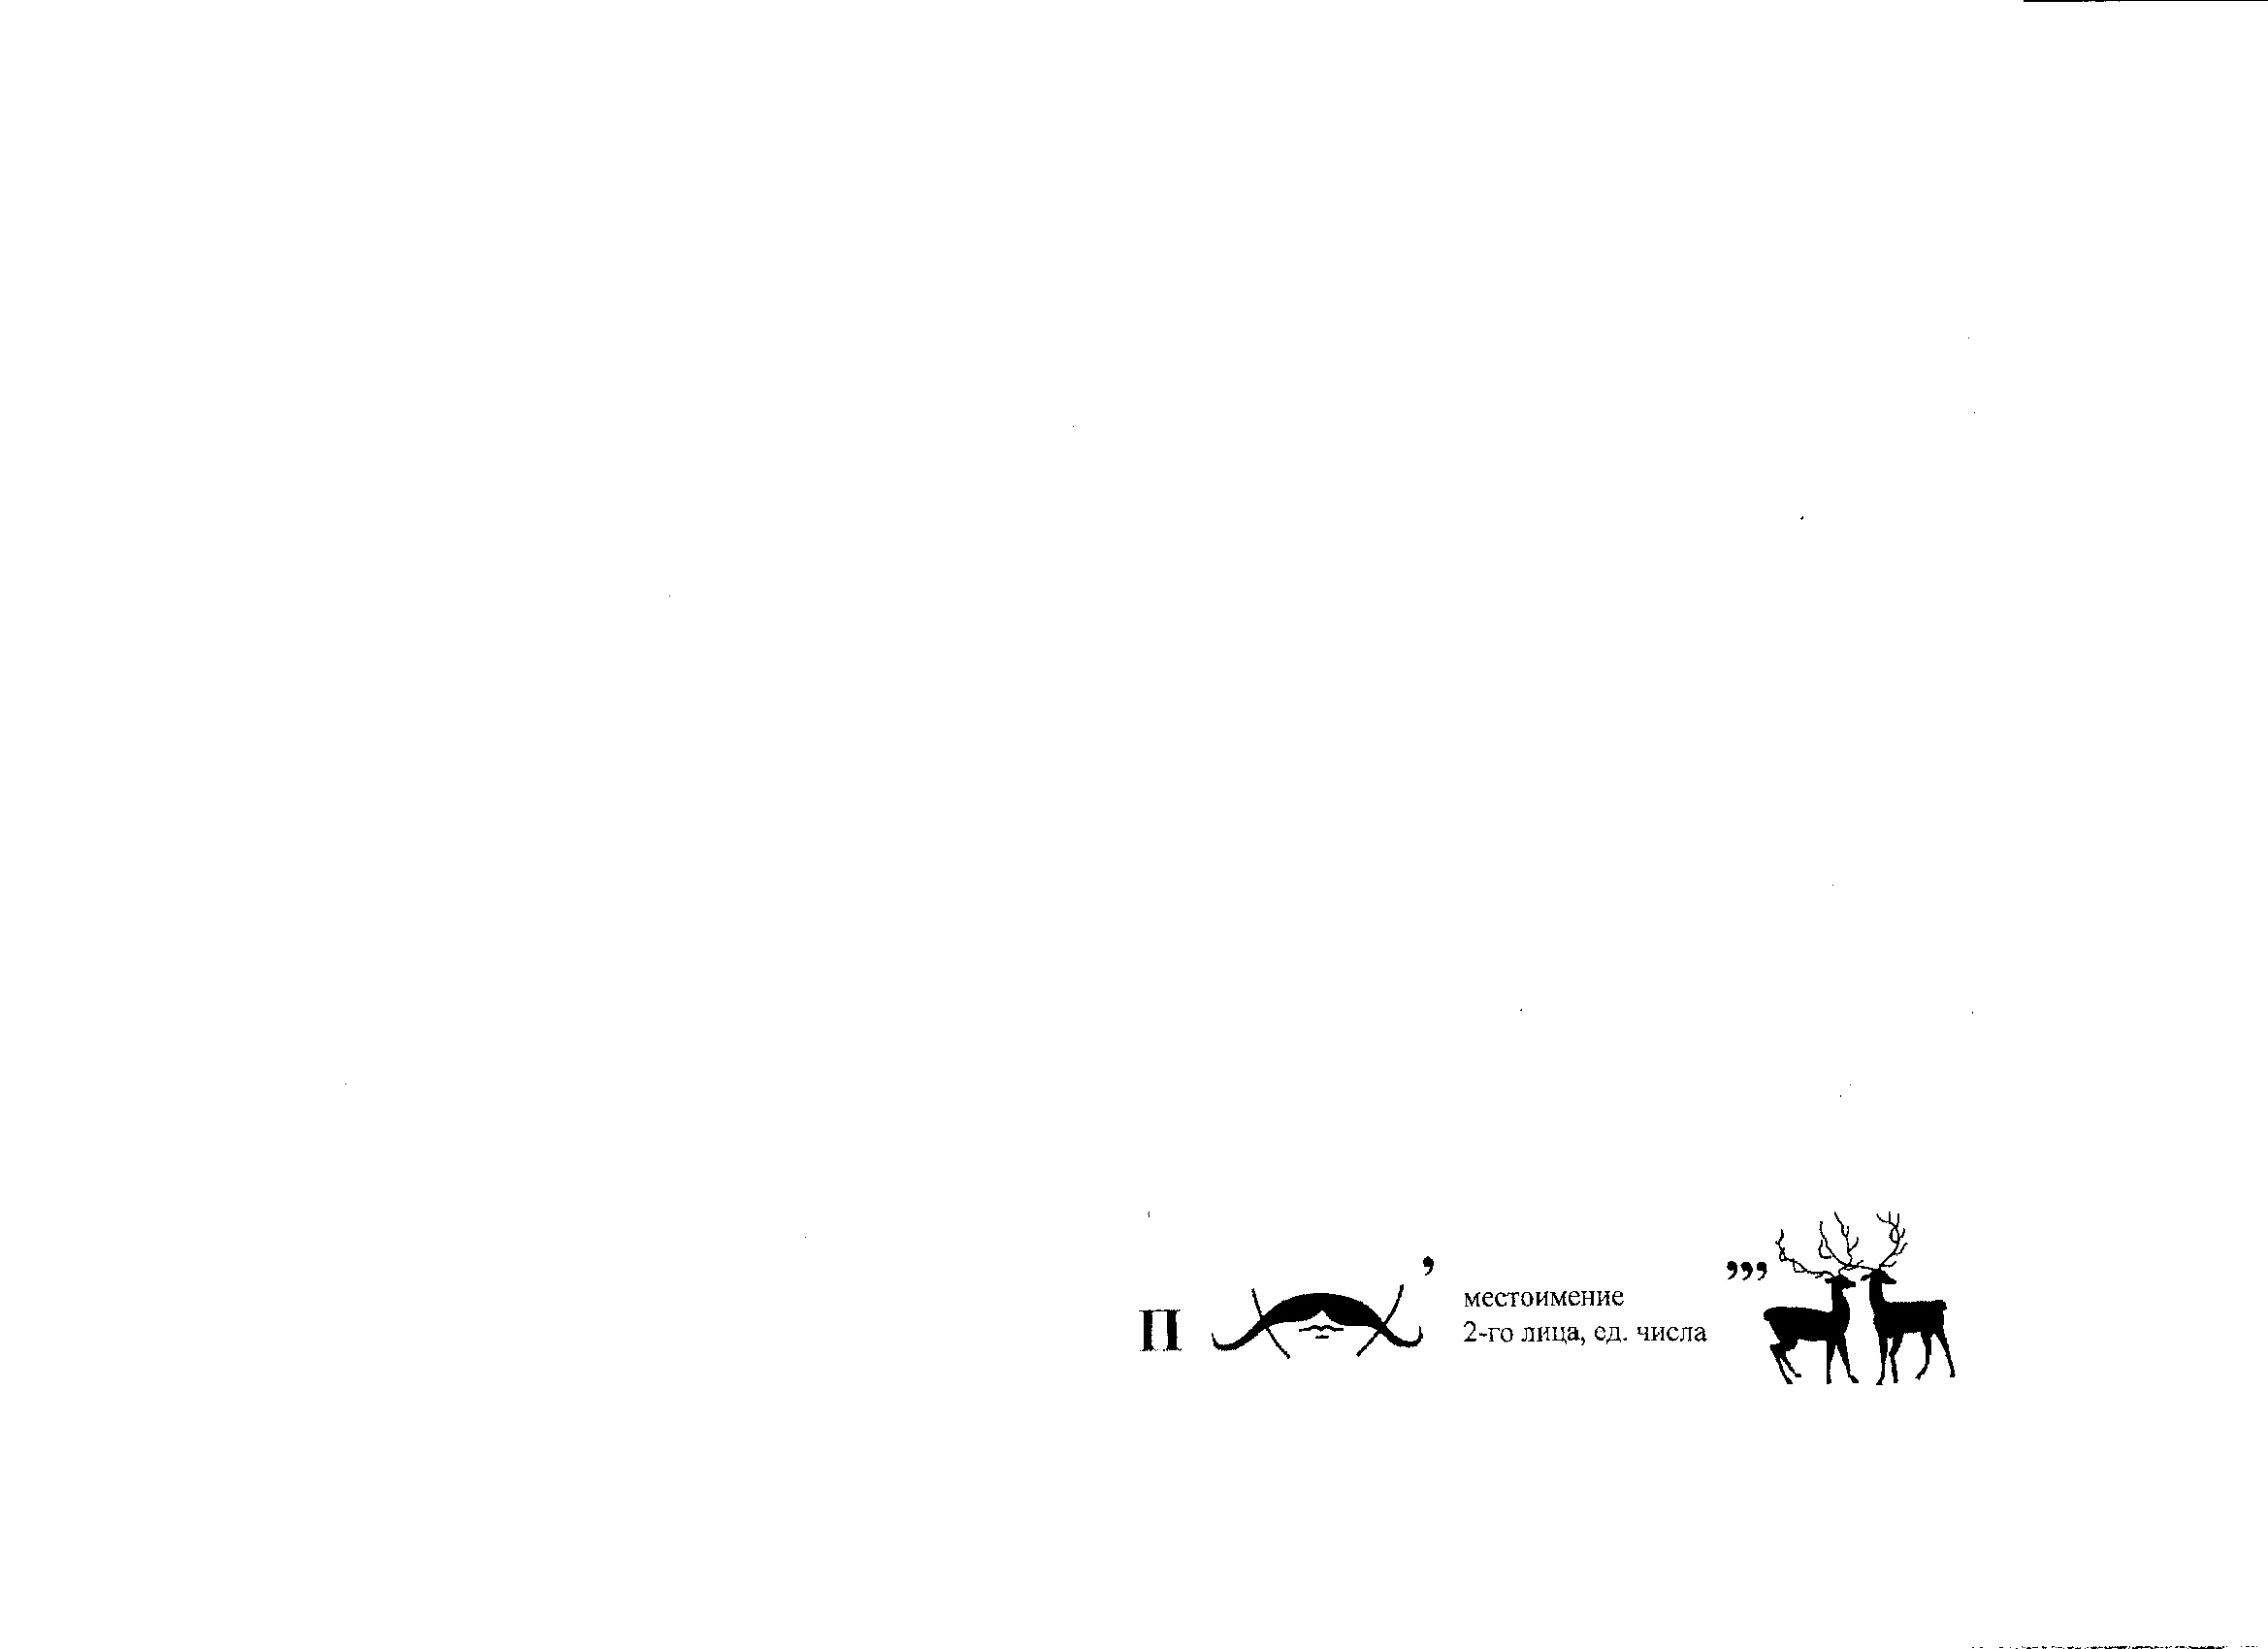 П ’ местоимение
2-го лица, ед. числа ’’’